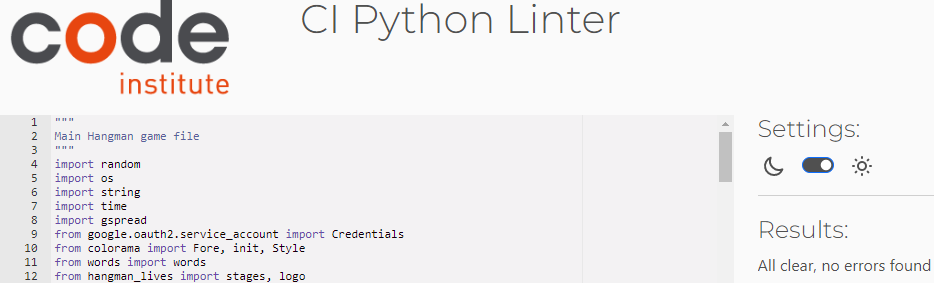 code
institute
CI Python Linter
1 """
2 Main Hangman game file
3 """
4 import random
5 import os
6 import string
7 import time
8 import gspread
9 from google.oauth2.service_account import Credentials
10 from colorama import Fore, init, Style
11 from words import words
12 from hangman_lives import stages, logo
Settings:
Results:
All clear, no errors found